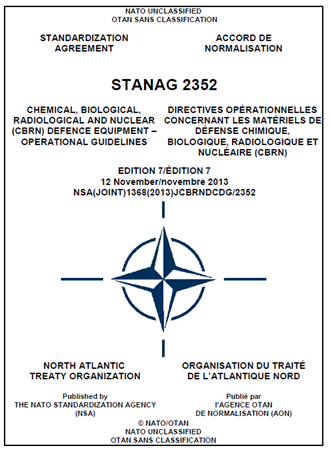 NATO UNCLASSIFIED
OTAN SANS CLASSIFICATION
STANDARDIZATION
AGREEMENT
ACCORD DE
NORMALISATION
STANAG 2352
CHEMICAL, BIOLOGICAL,
RADIOLOGICAL AND NUCLEAR
(CBRN) DEFENCE EQUIPMENT –
OPERATIONAL GUIDELINES
DIRECTIVES OPÉRATIONNELLES
CONCERNANT LES MATÉRIELS DE
DÉFENSE CHIMIQUE,
BIOLOGIQUE, RADIOLOGIQUE ET
NUCLÉAIRE (CBRN)
EDITION 7/ÉDITION 7
12 November/novembre 2013
NSA(JOINT)1368(2013)JCBRNDCDG/2352
NORTH ATLANTIC
TREATY ORGANIZATION
ORGANISATION DU TRAITÉ
DE L'ATLANTIQUE NORD
Published by
THE NATO STANDARDIZATION AGENCY
(NSA)
Publié par
l'AGENCE OTAN
DE NORMALISATION (AON)
© NATO/OTAN
NATO UNCLASSIFIED
OTAN SANS CLASSIFICATION